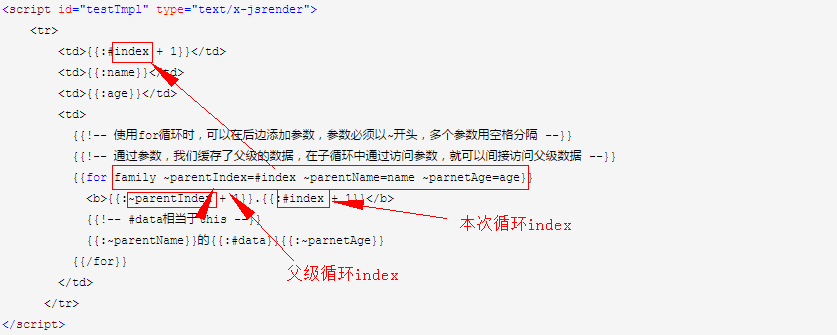 <script id="testTmpl" type="text/x-jsrender">
<tr>
<td>{{:#index + 1}}</td>
<td>{{:name}}</td>
<td>{{:age}}</td>
<td>
{{!-- 使用for循环时，可以在后边添加参数，参数必须以~开头，多个参数用空格分隔 --}}
{{!-- 通过参数，我们缓存了父级的数据，在子循环中通过访问参数，就可以间接访问父级数据 --}}
{{for family ~parentIndex=#index ~parentName=name ~parnetAge=age}}
<b>{{:~parentIndex + 1}}.{{:#index + 1}}</b>
本次循环index
{{!-- #data相当于this --}}
{{:~parentName}}的{{:#data}}{{:~parnetAge}}
{{/for}}
父级循环index
</td>
</tr>
</script>